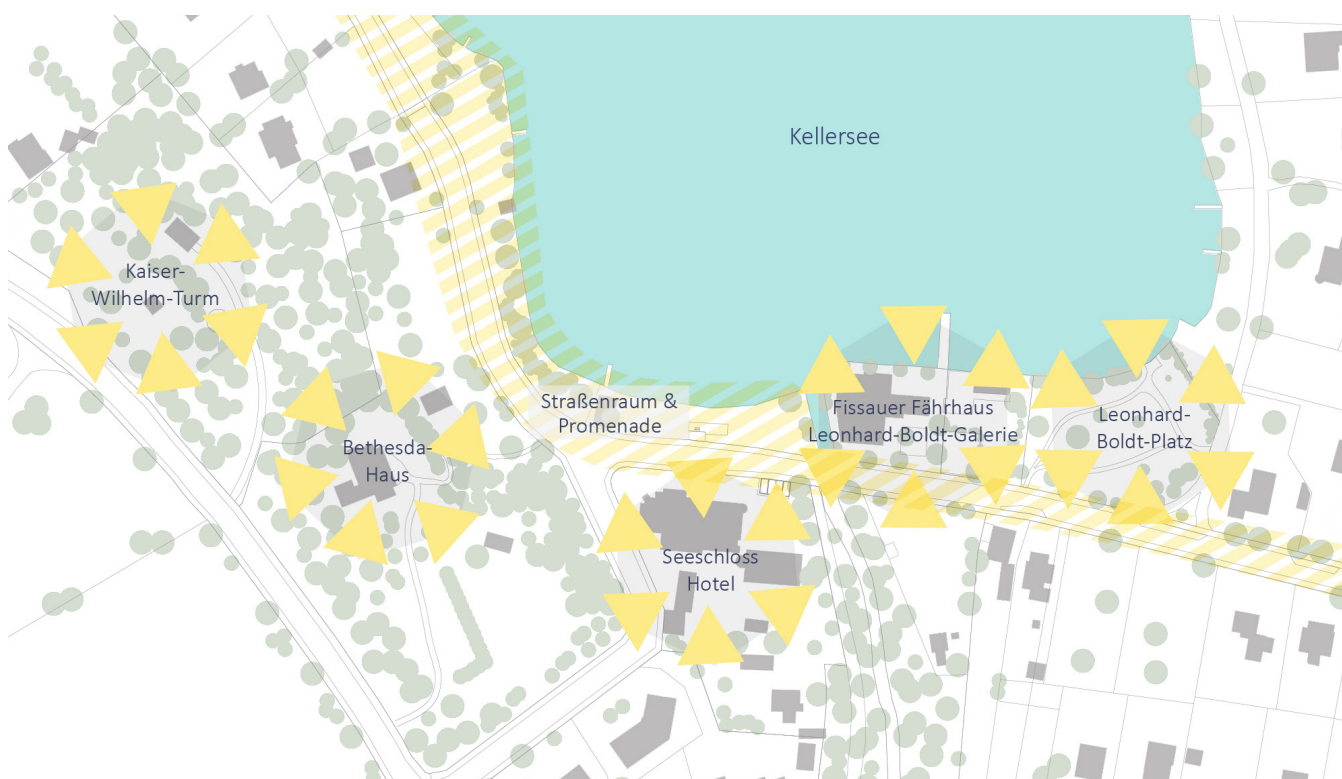 Kellersee
Kaiser-
Wilhelm-Turm
Straßenraum &
Promenade
Fissauer Fährhaus
Leonhard-Boldt-Galerie
Leonhard-
Boldt-Platz
Bethesda-
Haus
Seeschloss
Hotel